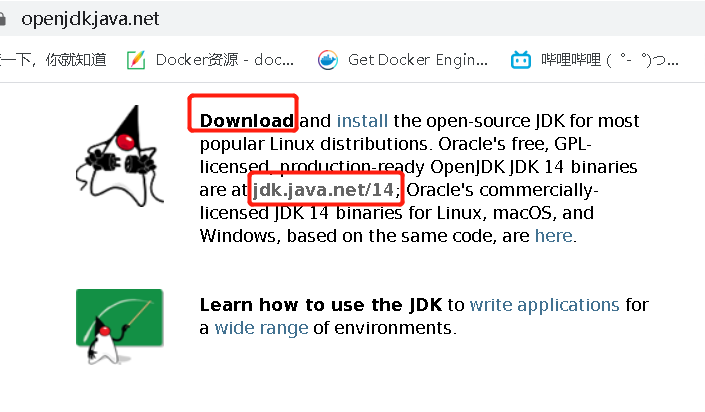 openjdk.java.net
一下，你就知道 Docker资源 - doc... Get Docker Engin... 哔哩哔哩 (゜-゜)つ...
Download and install the open-source JDK for most
popular Linux distributions. Oracle's free, GPL-
licensed, production-ready OpenJDK JDK 14 binaries
are at jdk.java.net/14; Oracle's commercially-
licensed JDK 14 binaries for Linux, macOS, and
Windows, based on the same code, are here.
Learn how to use the JDK to write applications for
a wide range of environments.